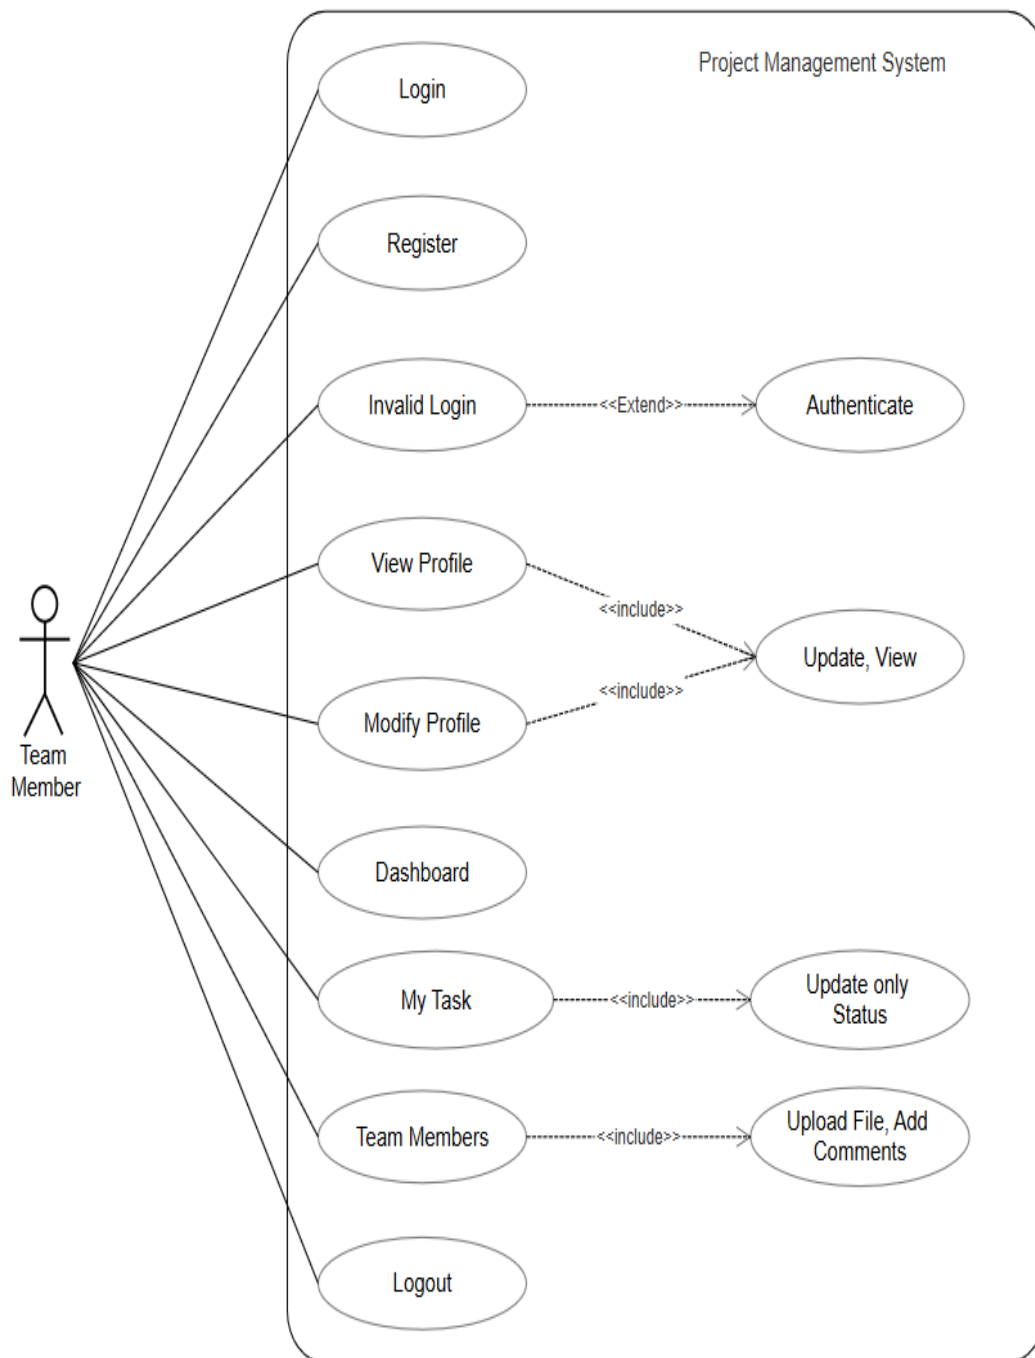 Project Management System
Login
Register
Invalid Login
<<Extend>>
Authenticate
View Profile
<<include>>
Update, View
<<include>>
Modify Profile
Team
Member
Dashboard
My Task
<<include>>
Update only
Status
Team Members
<<include>>
Upload File, Add
Comments
Logout